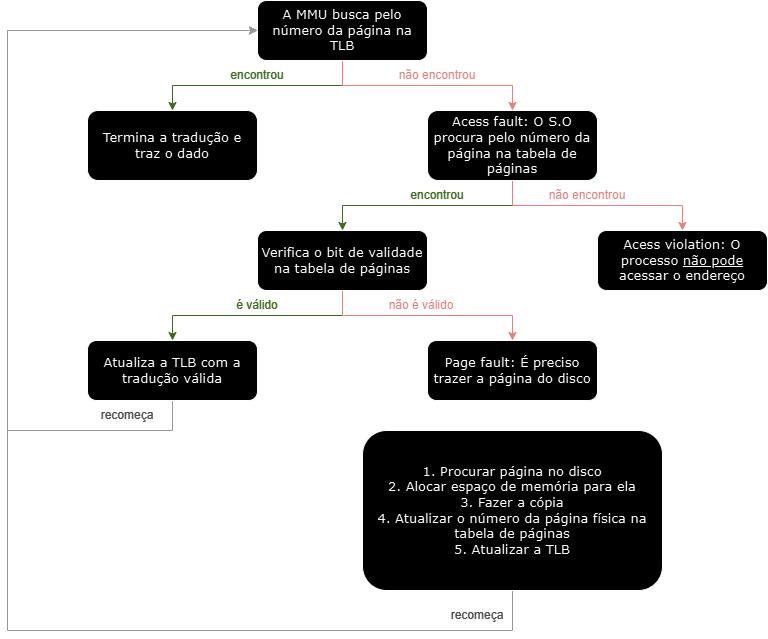 A MMU busca pelo
número da página na
TLB
encontrou
não encontrou
Termina a tradução e
traz o dado
Acess fault: O S.O
procura pelo número da
página na tabela de
páginas
encontrou
não encontrou
Verifica o bit de validade
na tabela de páginas
Acess violation: O
processo não pode
acessar o endereço
é válido
não é válido
Atualiza a TLB com a
tradução válida
Page fault: É preciso
trazer a página do disco
recomeça
1. Procurar página no disco
2. Alocar espaço de memória para ela
3. Fazer a cópia
4. Atualizar o número da página física na
tabela de páginas
5. Atualizar a TLB
recomeça